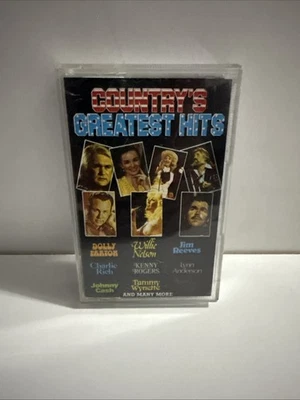 COUNTRY'S
GREATEST HITS
DOLLY PARTON
Willie Nelson
Jim Reeves
Charlie Rich
KENNY ROGERS
Lynn Anderson
Johnny Cash
Tammy Wynette
AND MANY MORE